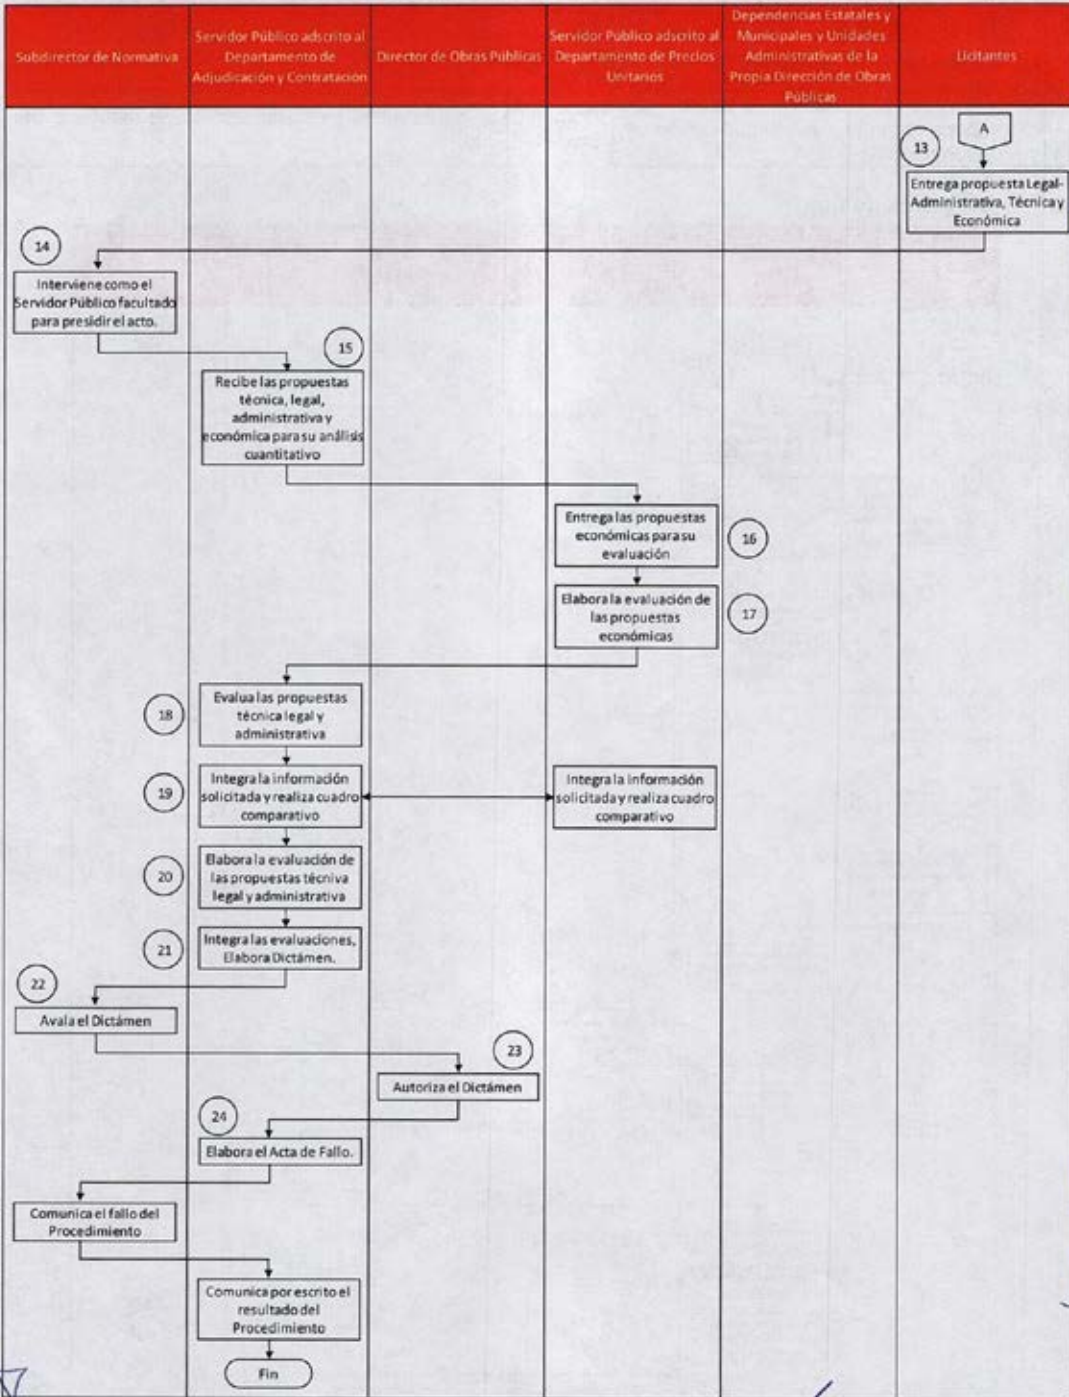 Subdirector de Normativa
Servidor Público adscrito al
Departamento de
Adjudicación y Contratación
Director de Obras Públicas
Servidor Público adscrito al
Departamento de Precios
Unitarios
Dependencias Estatales y
Municipales y Unidades
Administrativas de la
Propia Dirección de Obras
Públicas
Licitantes
A
13
Entrega propuesta Legal-
Administrativa, Técnica y
Económica
14
Interviene como el
Servidor Público facultado
para presidir el acto.
15
Recibe las propuestas
técnica, legal,
administrativa y
económica para su análisis
cuantitativo
Entrega las propuestas
económicas para su
evaluación
16
Elabora la evaluación de
las propuestas
económicas
17
18
Evalua las propuestas
técnica legal y
administrativa
19
Integra la información
solicitada y realiza cuadro
comparativo
Integra la información
solicitada y realiza cuadro
comparativo
20
Elabora la evaluación de
las propuestas técniva
legal y administrativa
21
Integra las evaluaciones,
Elabora Dictámen.
22
Avala el Dictámen
23
Autoriza el Dictámen
24
Elabora el Acta de Fallo.
Comunica el fallo del
Procedimiento
Comunica por escrito el
resultado del
Procedimiento
Fin